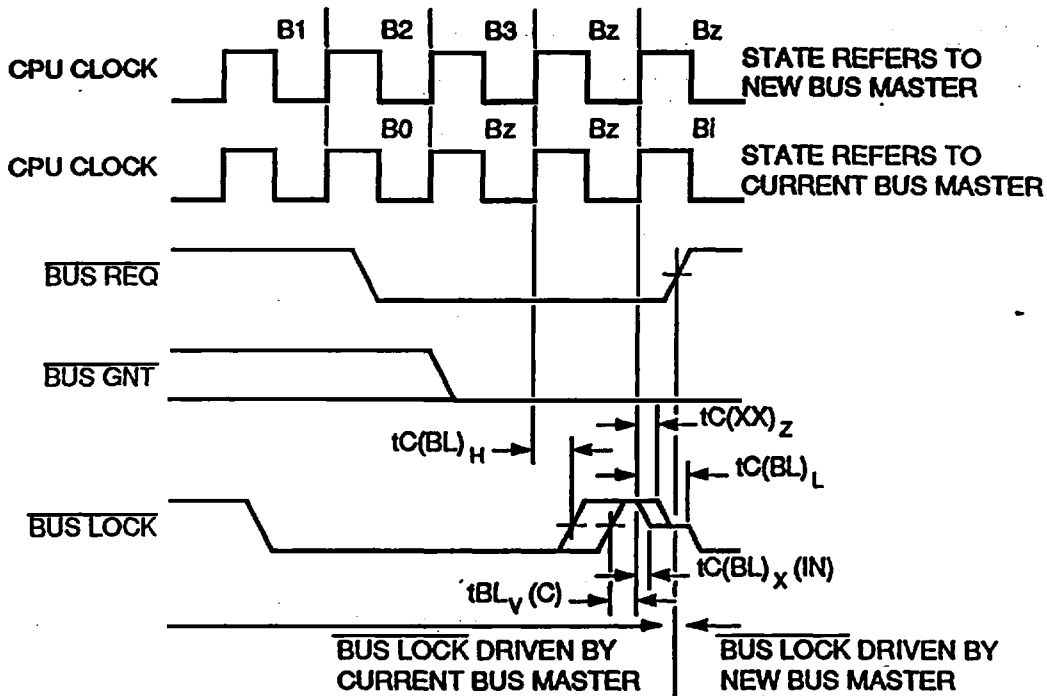 B1 B2 B3 Bz Bz
CPU CLOCK
STATE REFERS TO
NEW BUS MASTER
B0 Bz Bz Bi
CPU CLOCK
STATE REFERS TO
CURRENT BUS MASTER
BUS REQ
BUS GNT
tC(XX)Z
tC(BL)H
tC(BL)L
BUS LOCK
tC(BL)X (IN)
tBLV (C)
BUS LOCK DRIVEN BY
CURRENT BUS MASTER
BUS LOCK DRIVEN BY
NEW BUS MASTER